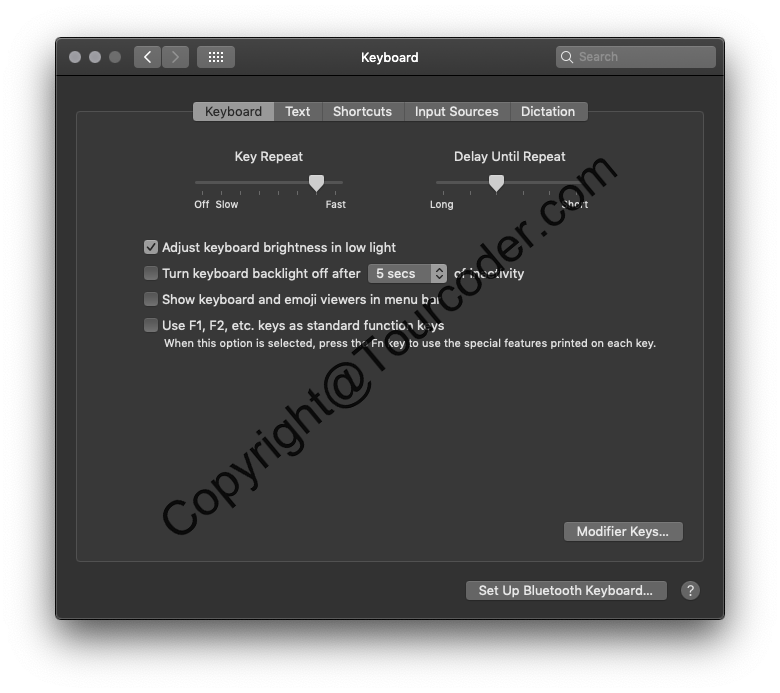 Keyboard
Search
Keyboard Text Shortcuts Input Sources Dictation
Key Repeat Delay Until Repeat
Off Slow Fast Long Short
Adjust keyboard brightness in low light
Turn keyboard backlight off after 5 secs of inactivity
Show keyboard and emoji viewers in menu bar
Use F1, F2, etc. keys as standard function keys
When this option is selected, press the Fn key to use the special features printed on each key.
Copyright@Tourcoder.com
Modifier Keys...
Set Up Bluetooth Keyboard... ?